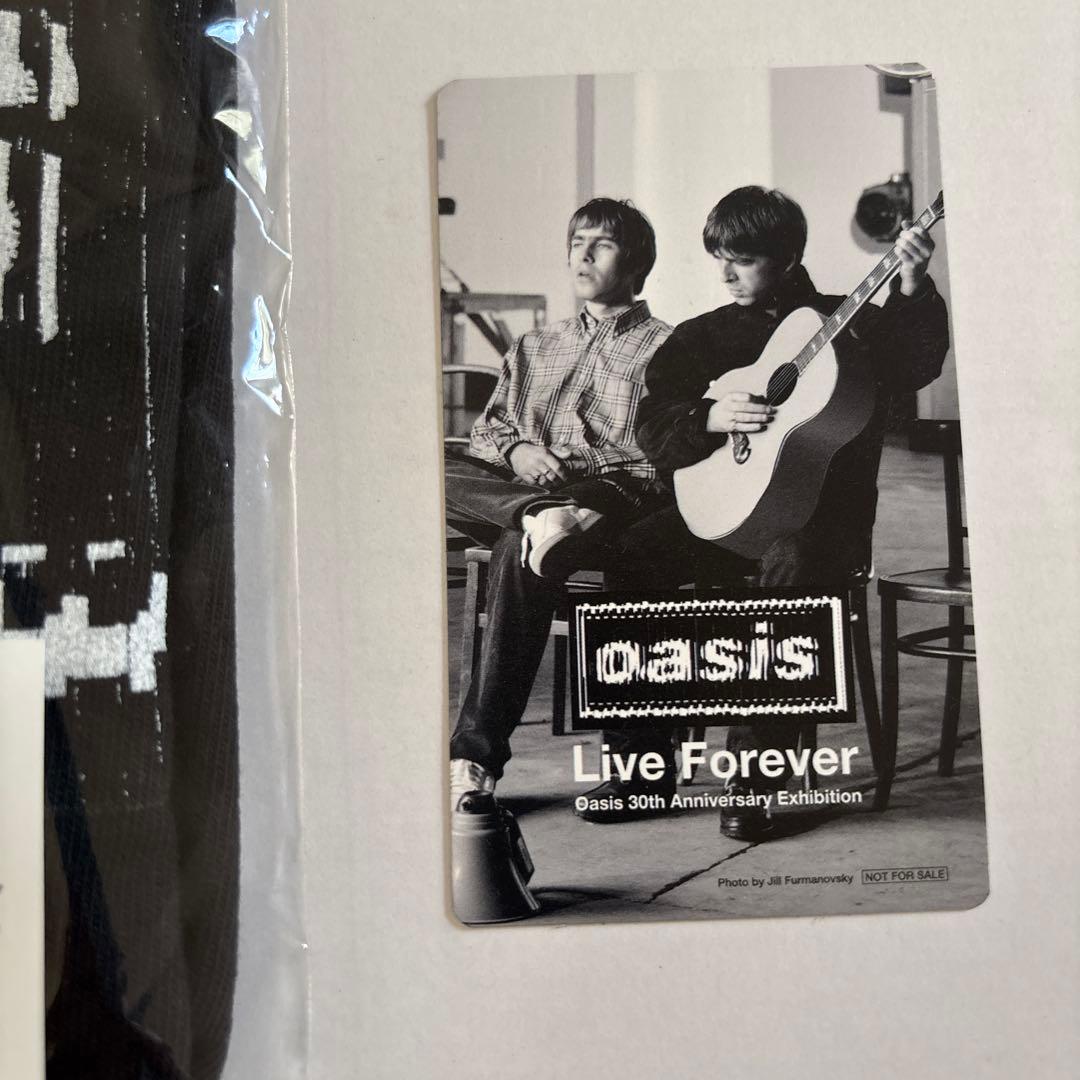 oasis
Live Forever
Oasis 30th Anniversary Exhibition
Photo by Jill Furmanovsky NOT FOR SALE